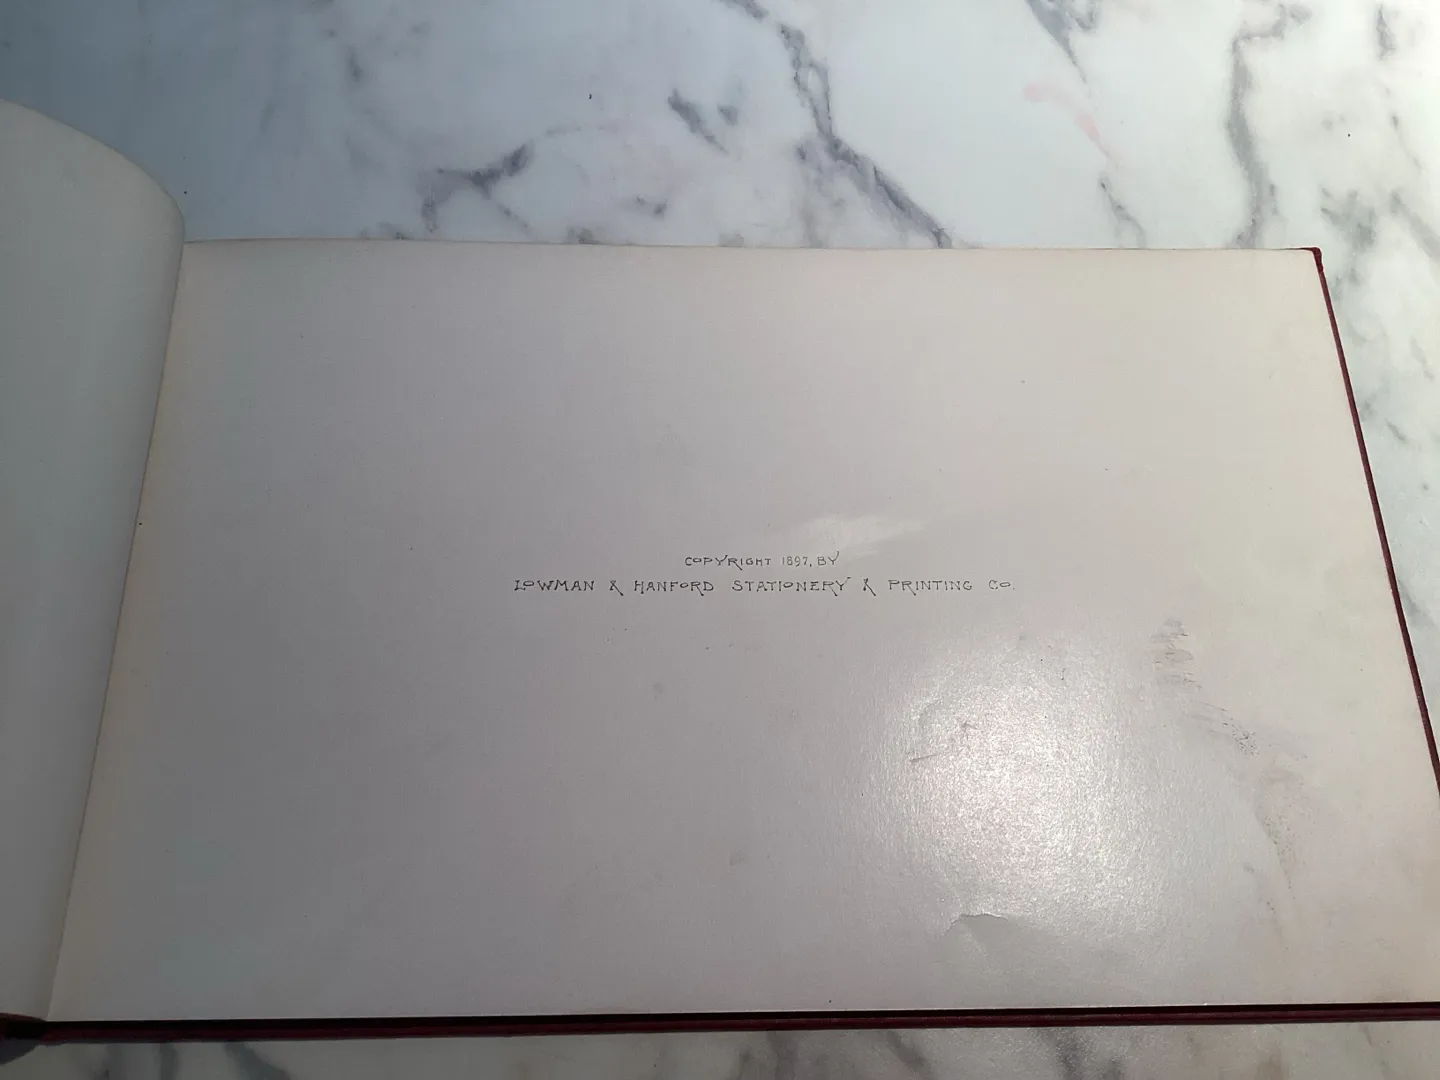 COPYRIGHT 1897, BY
LOWMAN & HANFORD STATIONERY & PRINTING CO.